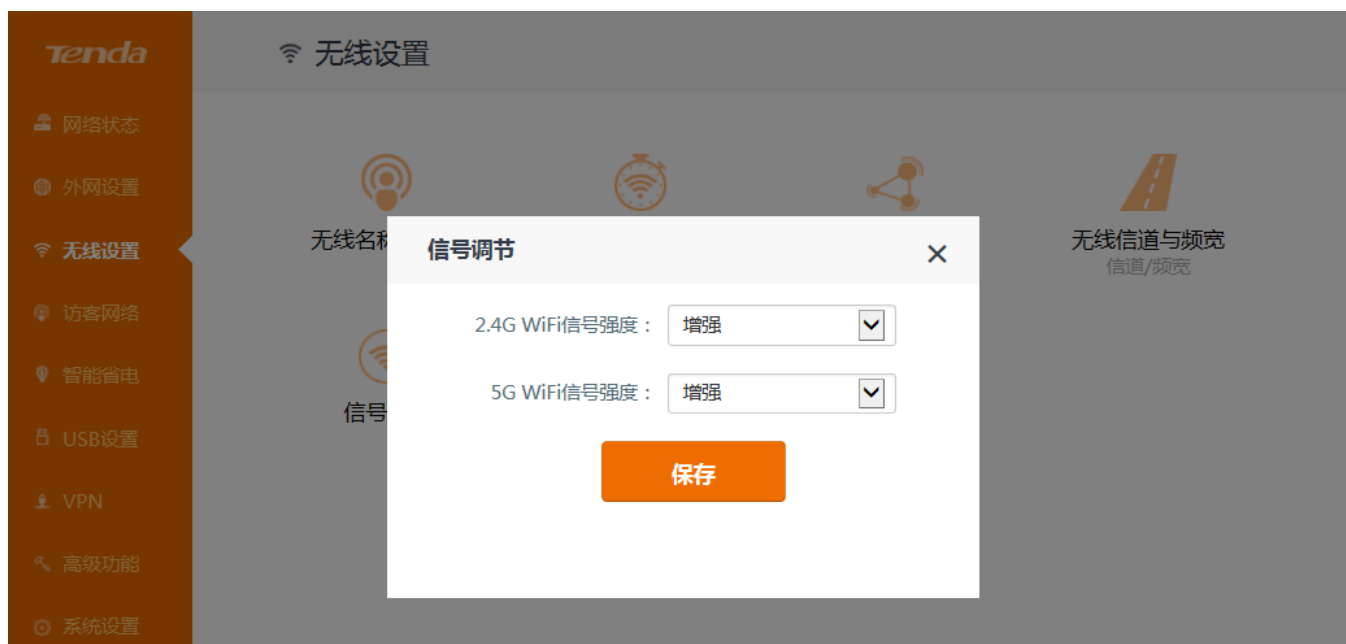 Tenda
无线设置
网络状态
外网设置
无线设置
访客网络
智能省电
USB设置
VPN
高级功能
系统设置
无线名称
无线信道与频宽
信道/频宽
信号
信号调节
2.4G WiFi信号强度：
增强
5G WiFi信号强度：
增强
保存